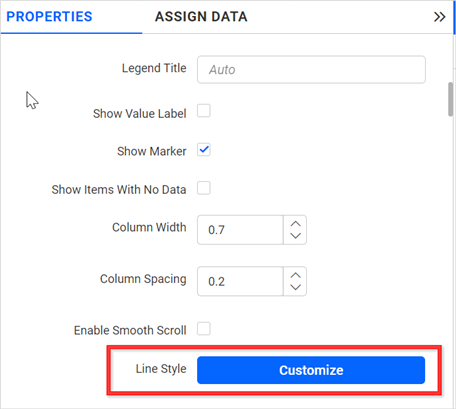 PROPERTIES ASSIGN DATA
Legend Title Auto
Show Value Label
Show Marker
Show Items With No Data
Column Width 0.7
Column Spacing 0.2
Enable Smooth Scroll
Line Style Customize